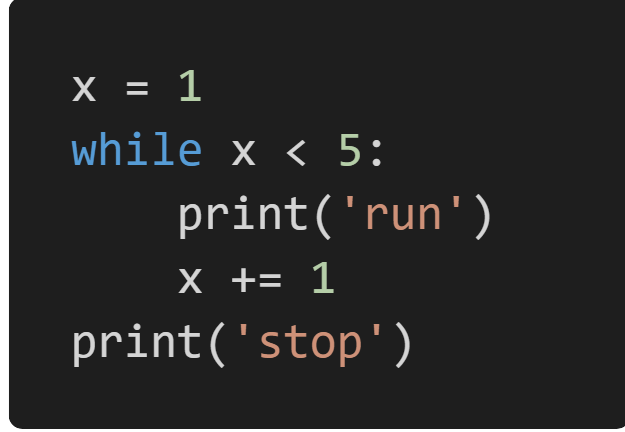 x = 1
while x < 5:
    print('run')
    x += 1
print('stop')